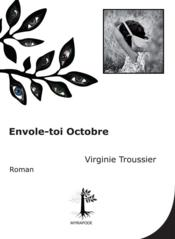 Envole-toi Octobre
Virginie Troussier
Roman
MYRIAPODE